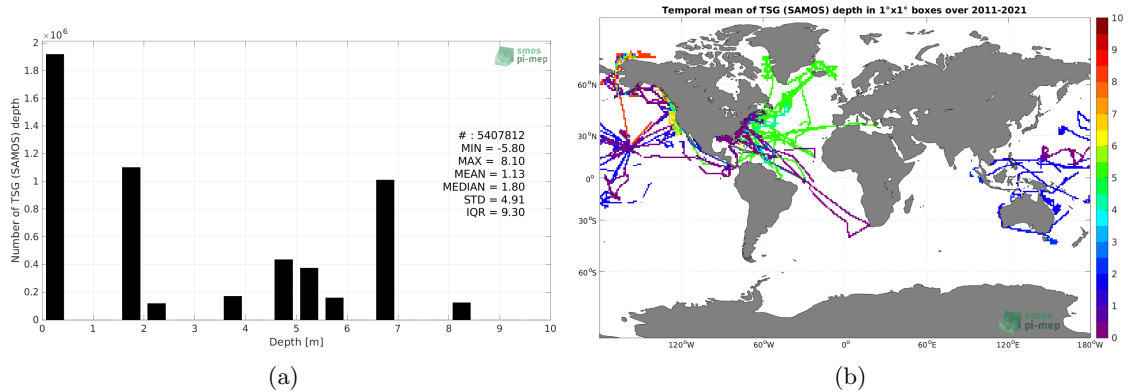 ×10⁶
2
1.8
1.6
1.4
1.2
1
0.8
0.6
0.4
0.2
0
Number of TSG (SAMOS) depth
smos
pi-mep
# : 5407812
MIN = -5.80
MAX = 8.10
MEAN = 1.13
MEDIAN = 1.80
STD = 4.91
IQR = 9.30
0 1 2 3 4 5 6 7 8 9 10
Depth [m]
(a)
Temporal mean of TSG (SAMOS) depth in 1°x1° boxes over 2011-2021
60°N
30°N
0°
30°S
60°S
120°W 60°W 0° 60°E 120°E 180°W
smos
pi-mep
10
9
8
7
6
5
4
3
2
1
0
(b)